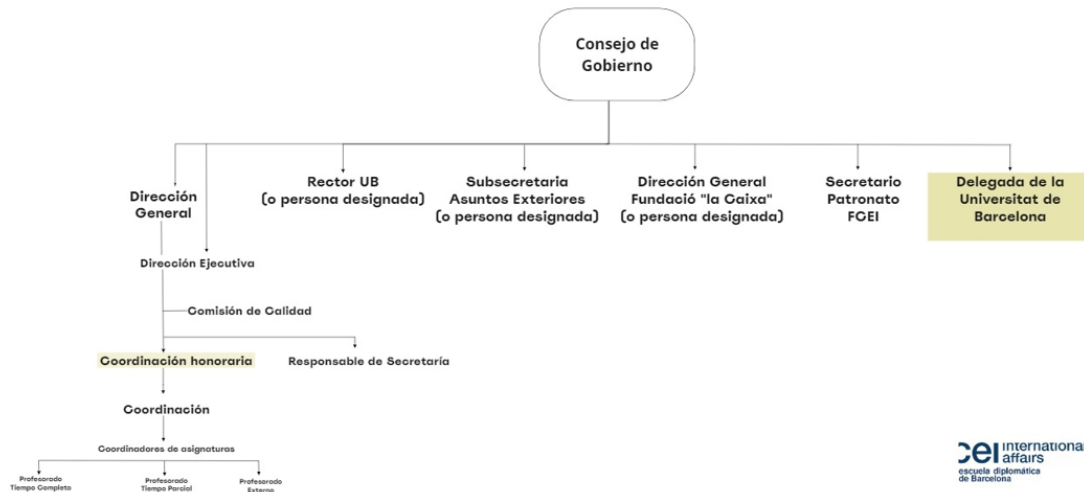 Consejo de
Gobierno
Dirección
General
Rector UB
(o persona designada)
Subsecretaria
Asuntos Exteriores
(o persona designada)
Dirección General
Fundació "la Caixa"
(o persona designada)
Secretario
Patronato
FCEI
Delegada de la
Universitat de
Barcelona
Dirección Ejecutiva
Comisión de Calidad
Coordinación honoraria
Responsable de Secretaría
Coordinación
Coordinadores de asignaturas
Profesorado
Tiempo Completo
Profesorado
Tiempo Parcial
Profesorado
Externo
cei international
affairs
escuela diplomática
de Barcelona